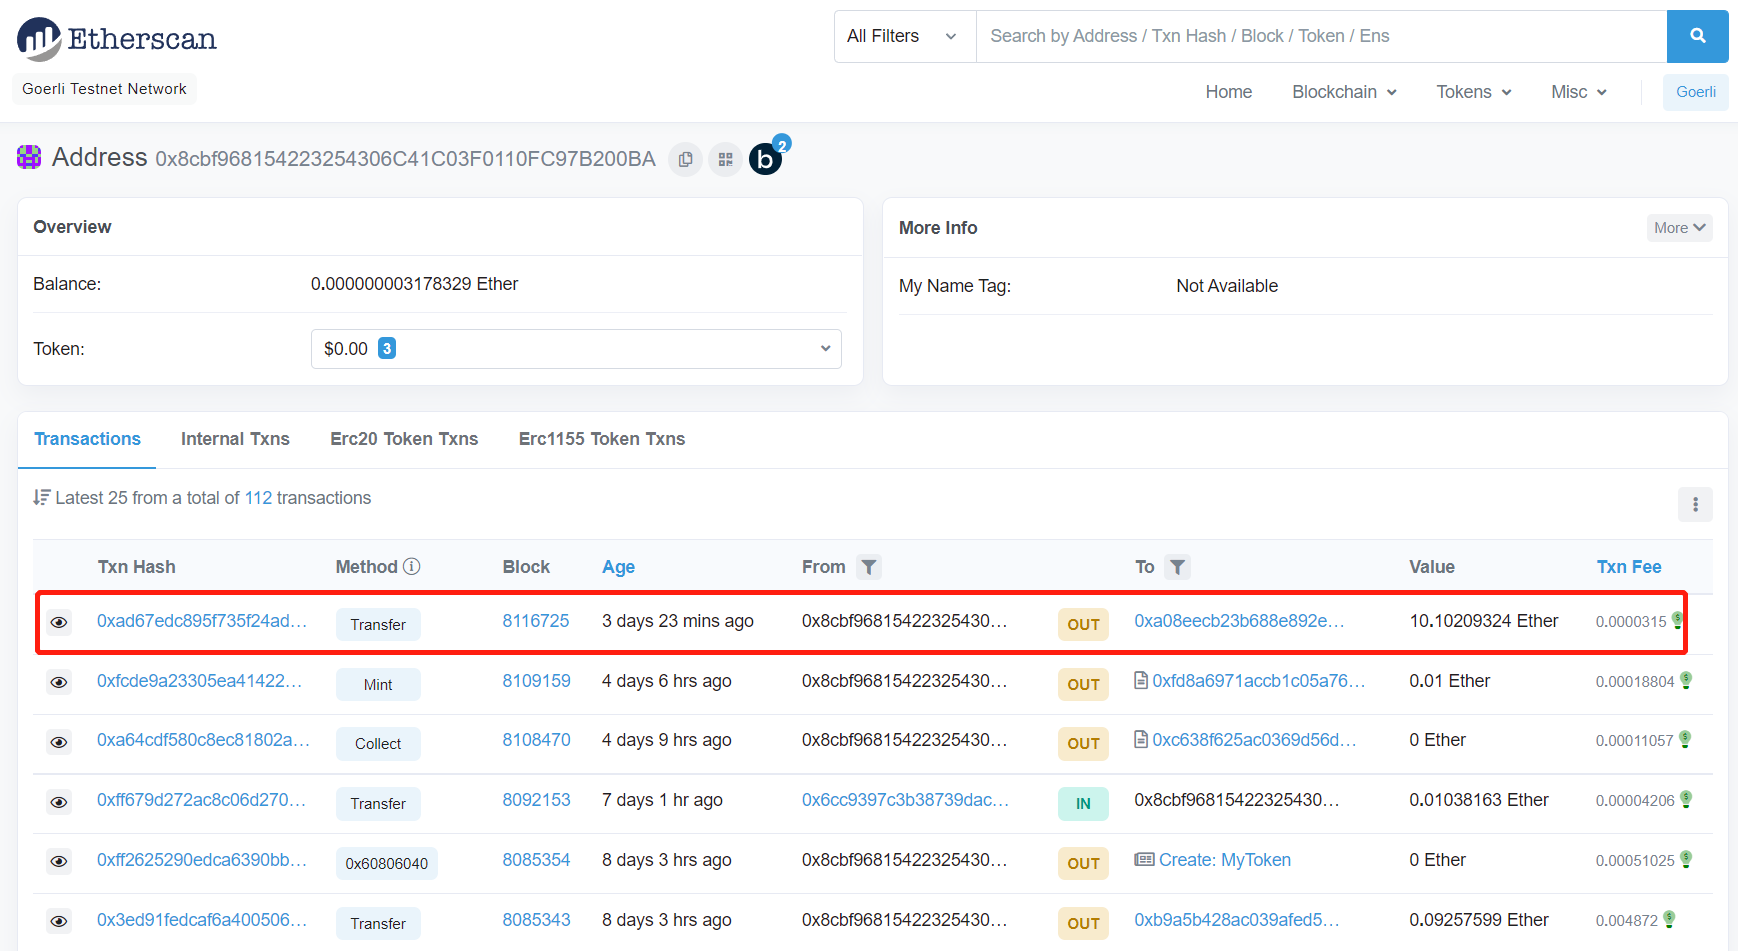 Etherscan
All Filters
Search by Address / Txn Hash / Block / Token / Ens
Goerli Testnet Network
Home Blockchain Tokens Misc Goerli
Address 0x8cbf968154223254306C41C03F0110FC97B200BA b 2
Overview
Balance: 0.000000003178329 Ether
Token: $0.00 3
More Info More
My Name Tag: Not Available
Transactions Internal Txns Erc20 Token Txns Erc1155 Token Txns
Latest 25 from a total of 112 transactions
Txn Hash Method Block Age From To Value Txn Fee
0xad67edc895f735f24ad... Transfer 8116725 3 days 23 mins ago 0x8cbf96815422325430... OUT 0xa08eecb23b688e892e... 10.10209324 Ether 0.0000315
0xfcde9a23305ea41422... Mint 8109159 4 days 6 hrs ago 0x8cbf96815422325430... OUT 0xfd8a6971accb1c05a76... 0.01 Ether 0.00018804
0xa64cdf580c8ec81802a... Collect 8108470 4 days 9 hrs ago 0x8cbf96815422325430... OUT 0xc638f625ac0369d56d... 0 Ether 0.00011057
0xff679d272ac8c06d270... Transfer 8092153 7 days 1 hr ago 0x6cc9397c3b38739dac... IN 0x8cbf96815422325430... 0.01038163 Ether 0.00004206
0xff2625290edca6390bb... 0x60806040 8085354 8 days 3 hrs ago 0x8cbf96815422325430... OUT Create: MyToken 0 Ether 0.00051025
0x3ed91fedcaf6a400506... Transfer 8085343 8 days 3 hrs ago 0x8cbf96815422325430... OUT 0xb9a5b428ac039afed5... 0.09257599 Ether 0.004872